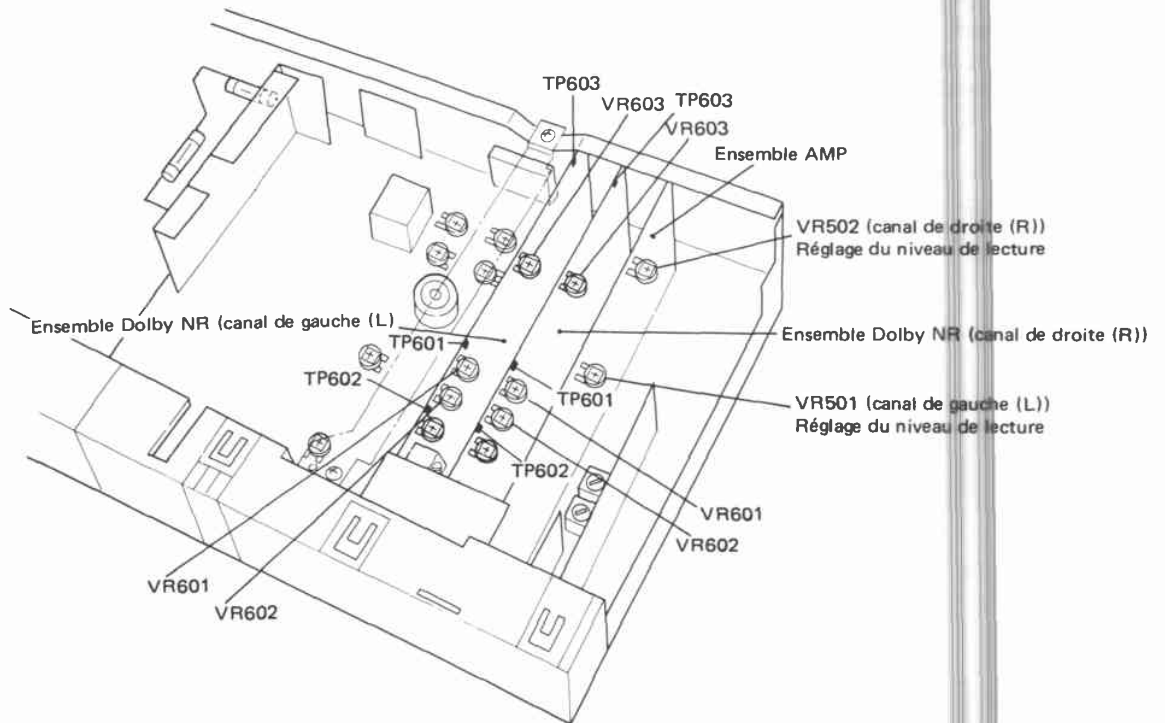 TP603
VR603
TP603
VR603
Ensemble AMP
VR502 (canal de droite (R))
Réglage du niveau de lecture
Ensemble Dolby NR (canal de gauche (L)
TP601
Ensemble Dolby NR (canal de droite (R))
TP602
TP601
VR501 (canal de gauche (L))
Réglage du niveau de lecture
TP602
VR601
VR602
VR601
VR602